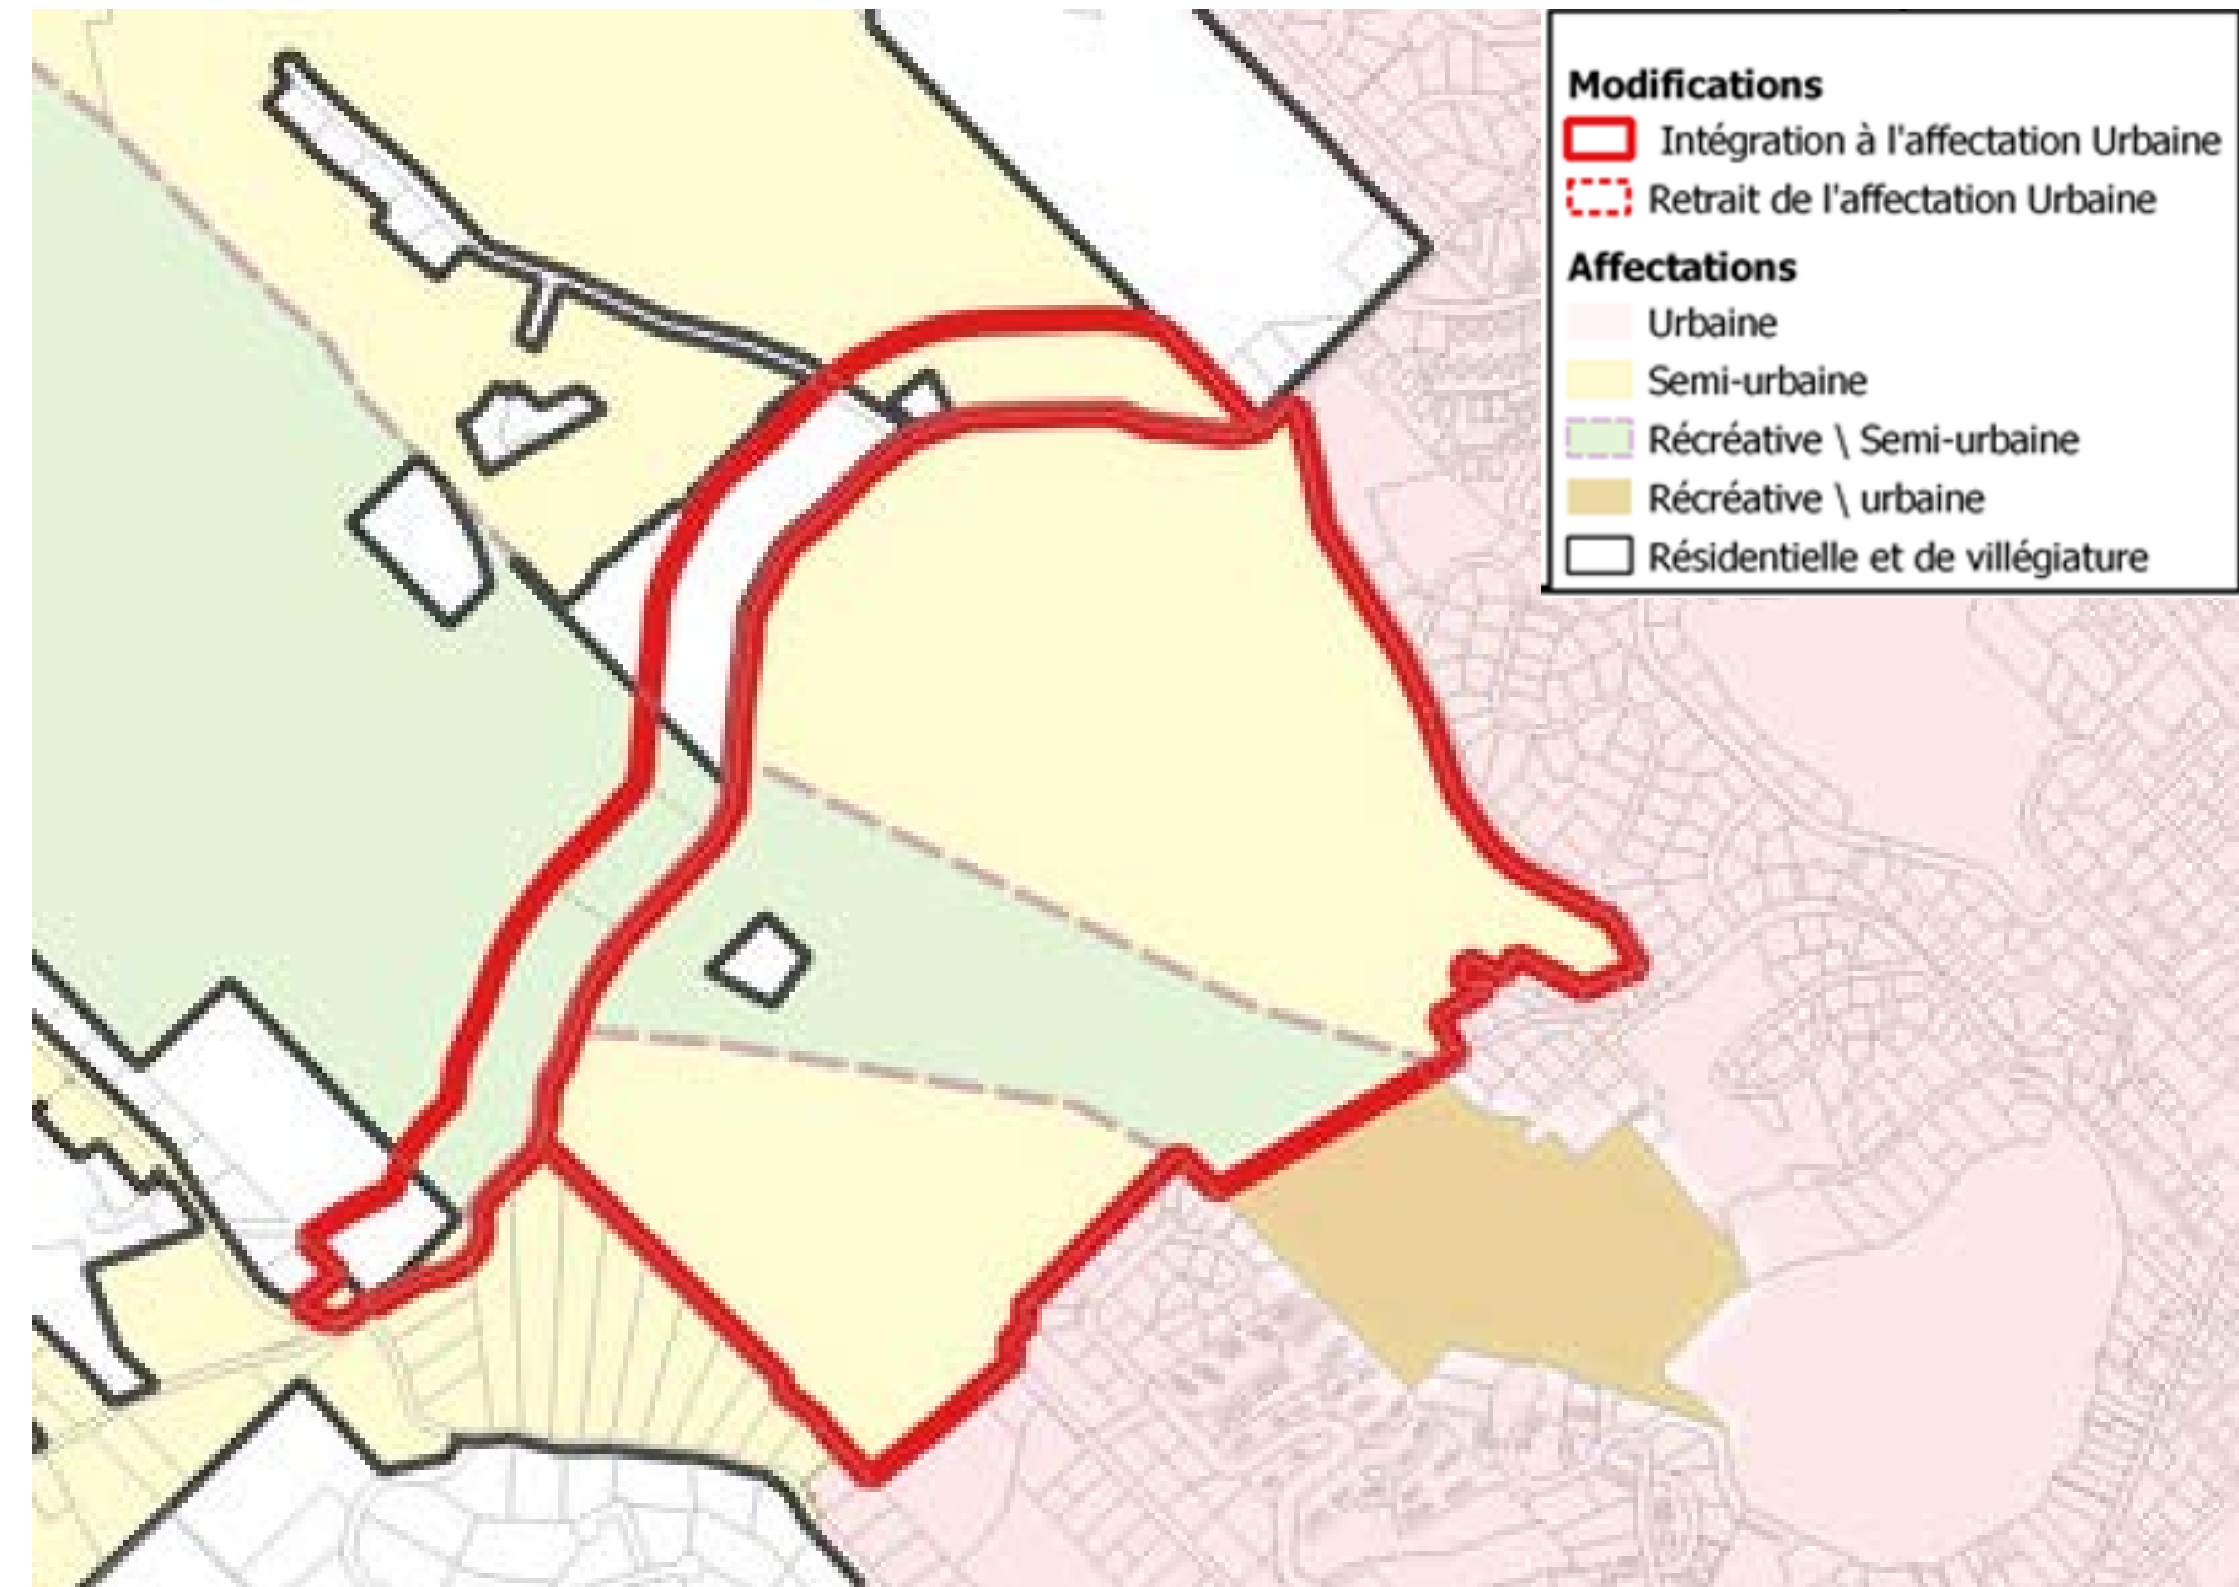 Modifications
Intégration à l'affectation Urbaine
Retrait de l'affectation Urbaine
Affectations
Urbaine
Semi-urbaine
Récréative \ Semi-urbaine
Récréative \ urbaine
Résidentielle et de villégiature